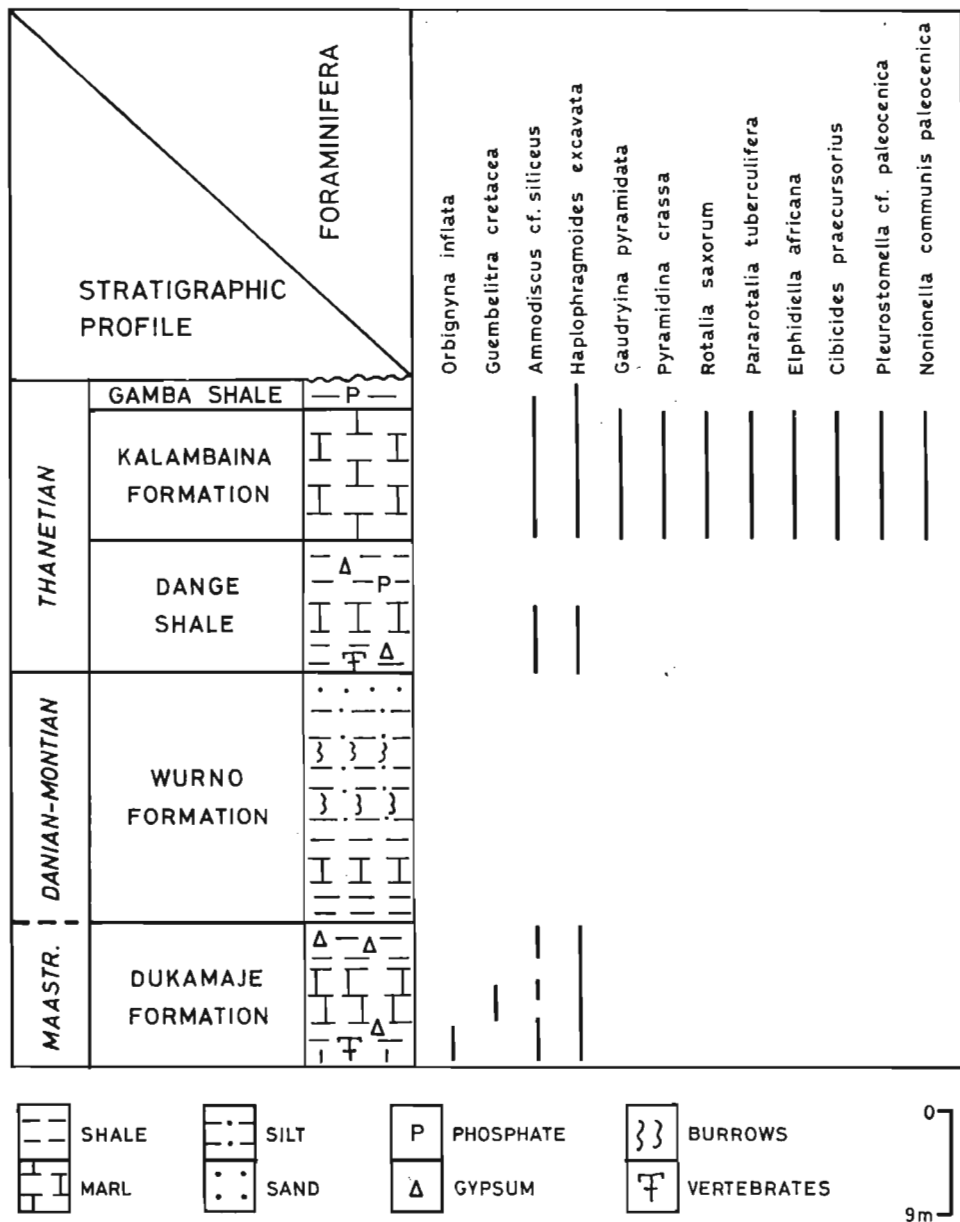 FORAMINIFERA
STRATIGRAPHIC
PROFILE
Orbignyna inflata
Guembelitra cretacea
Ammodiscus cf. siliceus
Haplophragmoides excavata
Gaudryina pyramidata
Pyramidina crassa
Rotalia saxorum
Pararotalia tuberculifera
Elphidiella africana
Cibicides praecursorius
Pleurostomella cf. paleocenica
Nonionella communis paleocenica
THANETIAN
GAMBA SHALE
P
KALAMBAINA
FORMATION
DANGE
SHALE
P
DANIAN-MONTIAN
WURNO
FORMATION
MAASTR.
DUKAMAJE
FORMATION
SHALE
SILT
P PHOSPHATE
BURROWS
MARL
SAND
GYPSUM
VERTEBRATES
0
9m